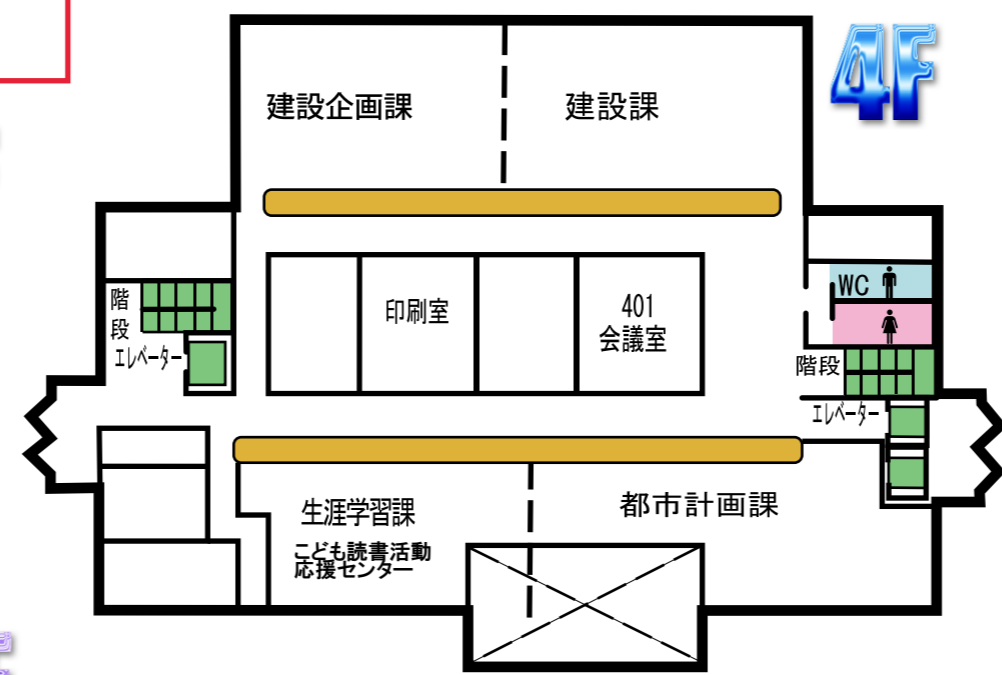 4F
建設企画課
建設課
印刷室
401
会議室
WC
階
段
エレベーター
階段
エレベーター
生涯学習課
こども読書活動
応援センター
都市計画課